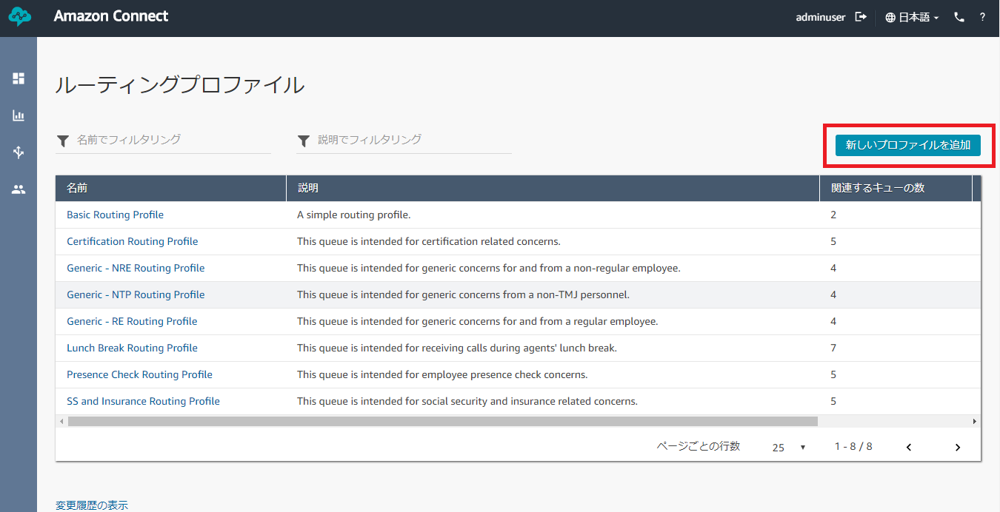 Amazon Connect
adminuser 日本語 ?
ルーティングプロファイル
名前でフィルタリング 説明でフィルタリング 新しいプロファイルを追加
名前 説明 関連するキューの数
Basic Routing Profile A simple routing profile. 2
Certification Routing Profile This queue is intended for certification related concerns. 5
Generic - NRE Routing Profile This queue is intended for generic concerns for and from a non-regular employee. 4
Generic - NTP Routing Profile This queue is intended for generic concerns from a non-TMJ personnel. 4
Generic - RE Routing Profile This queue is intended for generic concerns for and from a regular employee. 4
Lunch Break Routing Profile This queue is intended for receiving calls during agents' lunch break. 7
Presence Check Routing Profile This queue is intended for employee presence check concerns. 5
SS and Insurance Routing Profile This queue is intended for social security and insurance related concerns. 5
ページごとの行数 25 1 - 8 / 8
変更履歴の表示